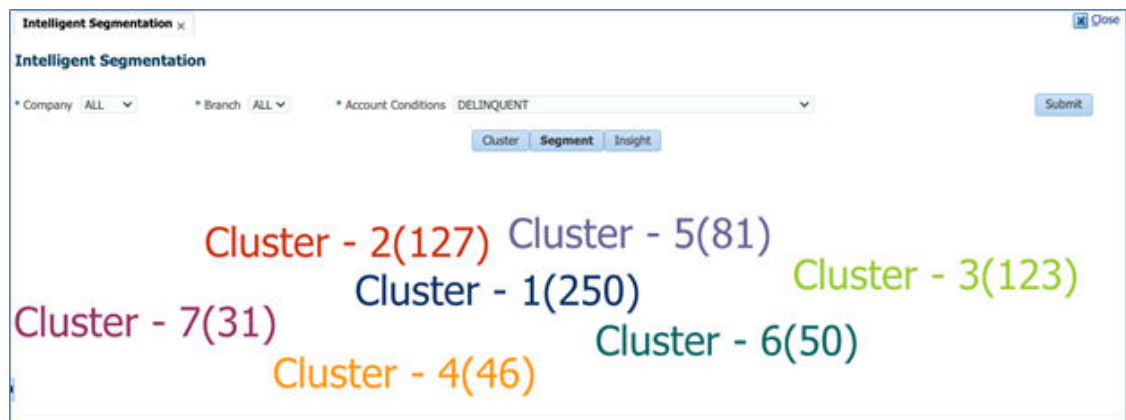 Intelligent Segmentation x
Close
Intelligent Segmentation
* Company ALL * Branch ALL * Account Conditions DELINQUENT Submit
Cluster Segment Insight
Cluster - 2(127) Cluster - 5(81)
Cluster - 1(250) Cluster - 3(123)
Cluster - 7(31) Cluster - 6(50)
Cluster - 4(46)